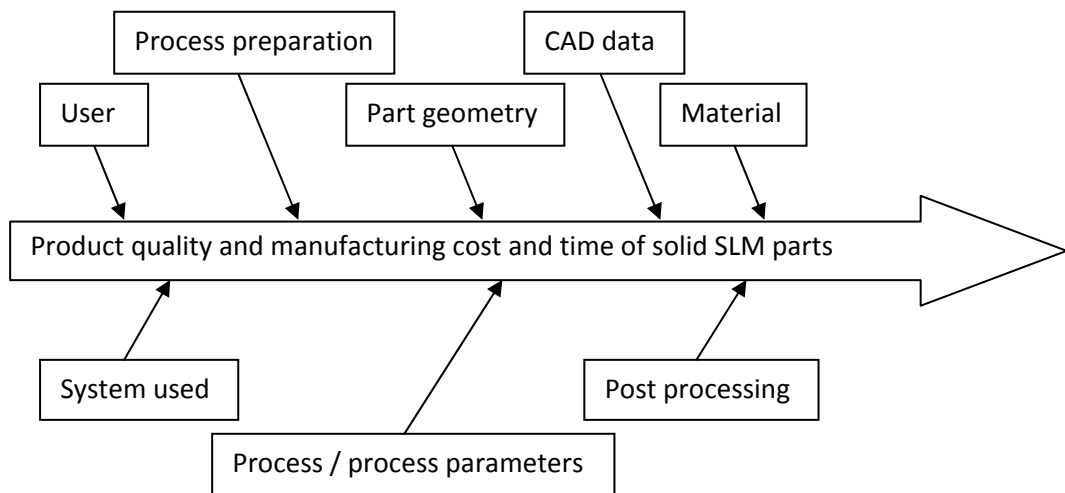 Process preparation
CAD data
User
Part geometry
Material
Product quality and manufacturing cost and time of solid SLM parts
System used
Post processing
Process / process parameters